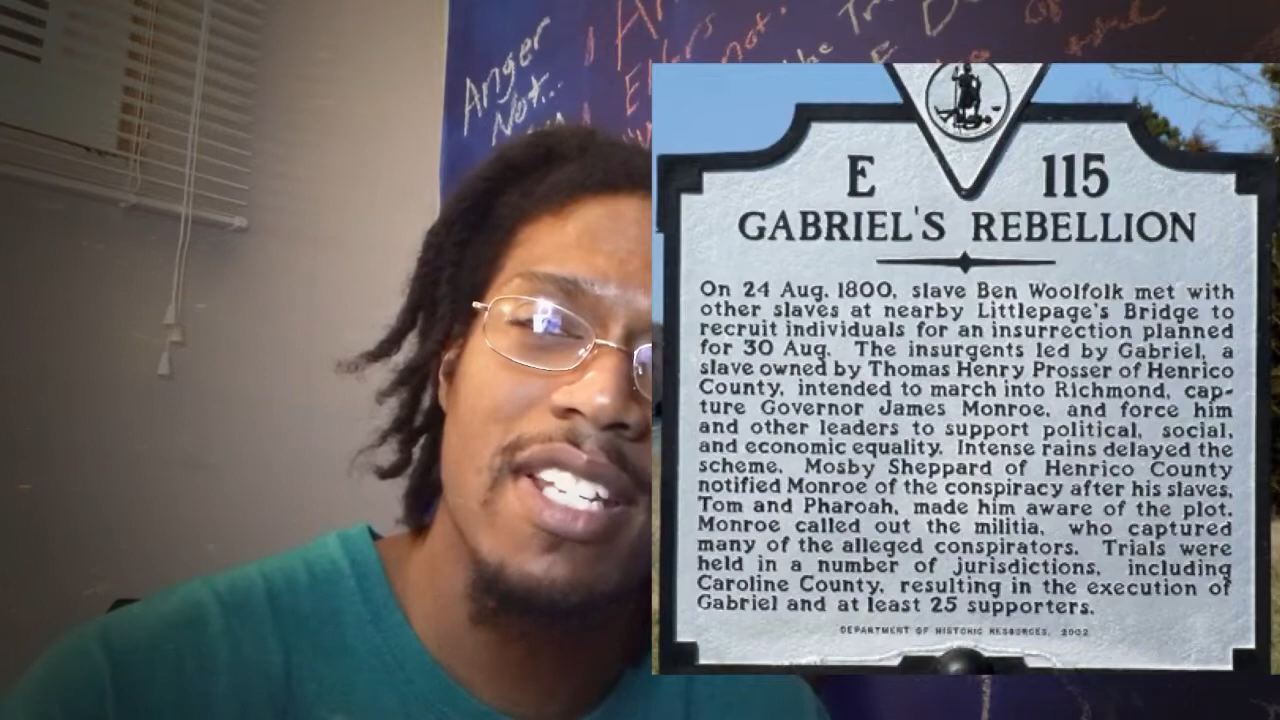 Anger
Not...
not.
the
E
E 115
GABRIEL'S REBELLION
On 24 Aug. 1800, slave Ben Woolfolk met with
other slaves at nearby Littlepage's Bridge to
recruit individuals for an insurrection planned
for 30 Aug. The insurgents led by Gabriel, a
slave owned by Thomas Henry Prosser of Henrico
County, intended to march into Richmond, cap-
ture Governor James Monroe, and force him
and other leaders to support political, social,
and economic equality. Intense rains delayed the
scheme. Mosby Sheppard of Henrico County
notified Monroe of the conspiracy after his slaves,
Tom and Pharoah, made him aware of the plot.
Monroe called out the militia, who captured
many of the alleged conspirators. Trials were
held in a number of jurisdictions, including
Caroline County, resulting in the execution of
Gabriel and at least 25 supporters.
DEPARTMENT OF HISTORIC RESOURCES, 2002